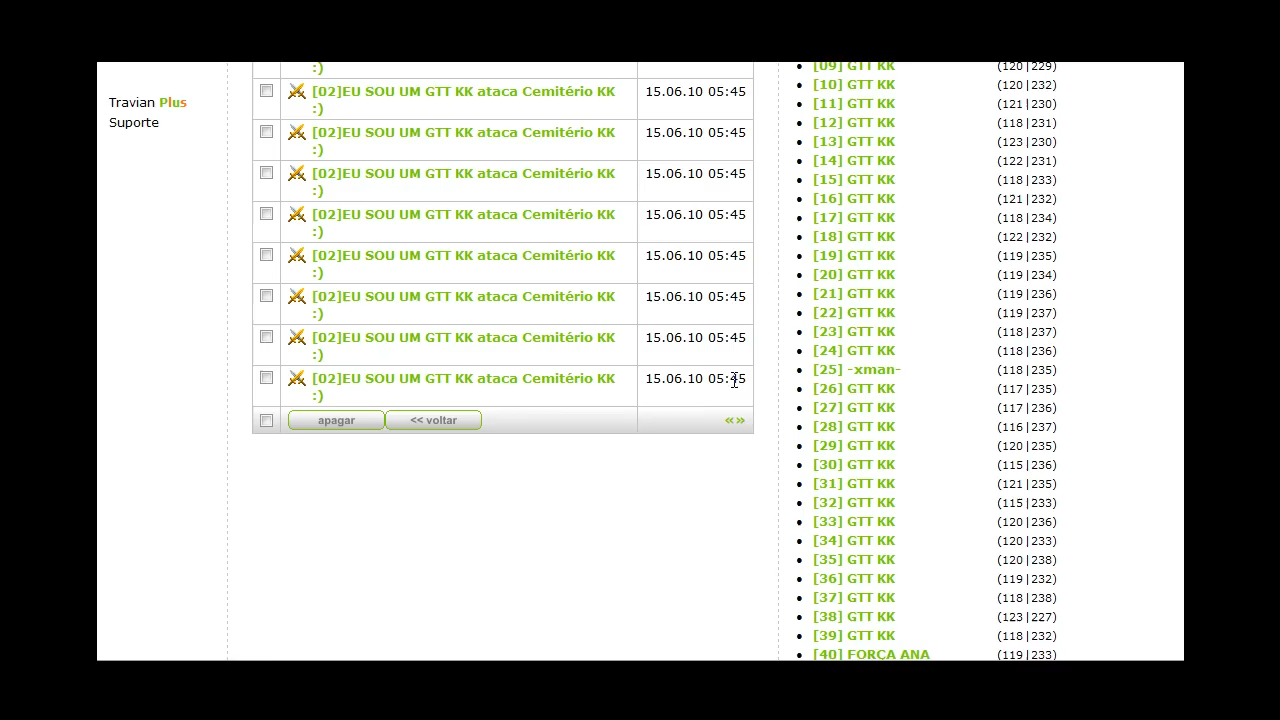 Travian Plus
Suporte
:)
[02]EU SOU UM GTT KK ataca Cemitério KK
:)
15.06.10 05:45
[02]EU SOU UM GTT KK ataca Cemitério KK
:)
15.06.10 05:45
[02]EU SOU UM GTT KK ataca Cemitério KK
:)
15.06.10 05:45
[02]EU SOU UM GTT KK ataca Cemitério KK
:)
15.06.10 05:45
[02]EU SOU UM GTT KK ataca Cemitério KK
:)
15.06.10 05:45
[02]EU SOU UM GTT KK ataca Cemitério KK
:)
15.06.10 05:45
[02]EU SOU UM GTT KK ataca Cemitério KK
:)
15.06.10 05:45
[02]EU SOU UM GTT KK ataca Cemitério KK
:)
15.06.10 05:45
apagar << voltar «»
[09] GTT KK (120|229)
[10] GTT KK (120|232)
[11] GTT KK (121|230)
[12] GTT KK (118|231)
[13] GTT KK (123|230)
[14] GTT KK (122|231)
[15] GTT KK (118|233)
[16] GTT KK (121|232)
[17] GTT KK (118|234)
[18] GTT KK (122|232)
[19] GTT KK (119|235)
[20] GTT KK (119|234)
[21] GTT KK (119|236)
[22] GTT KK (119|237)
[23] GTT KK (118|237)
[24] GTT KK (118|236)
[25] -xman- (118|235)
[26] GTT KK (117|235)
[27] GTT KK (117|236)
[28] GTT KK (116|237)
[29] GTT KK (120|235)
[30] GTT KK (115|236)
[31] GTT KK (121|235)
[32] GTT KK (115|233)
[33] GTT KK (120|236)
[34] GTT KK (120|233)
[35] GTT KK (120|238)
[36] GTT KK (119|232)
[37] GTT KK (118|238)
[38] GTT KK (123|227)
[39] GTT KK (118|232)
[40] FORÇA ANA (119|233)